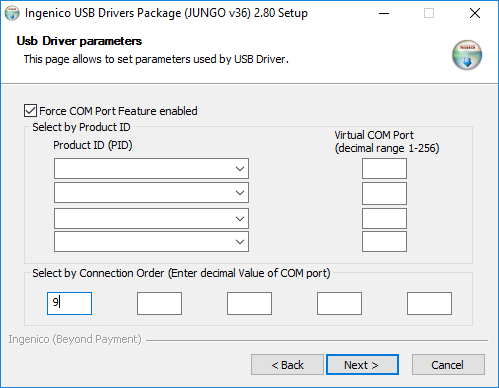 Ingenico USB Drivers Package (JUNGO v36) 2.80 Setup
Usb Driver parameters
This page allows to set parameters used by USB Driver.
Force COM Port Feature enabled
Select by Product ID
Product ID (PID)
Virtual COM Port
(decimal range 1-256)
Select by Connection Order (Enter decimal Value of COM port)
9
Ingenico (Beyond Payment)
< Back
Next >
Cancel